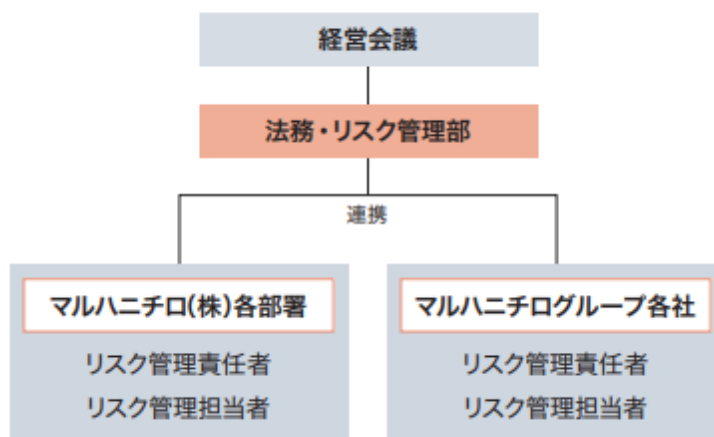 経営会議
法務・リスク管理部
連携
マルハニチロ(株)各部署
リスク管理責任者
リスク管理担当者
マルハニチログループ各社
リスク管理責任者
リスク管理担当者